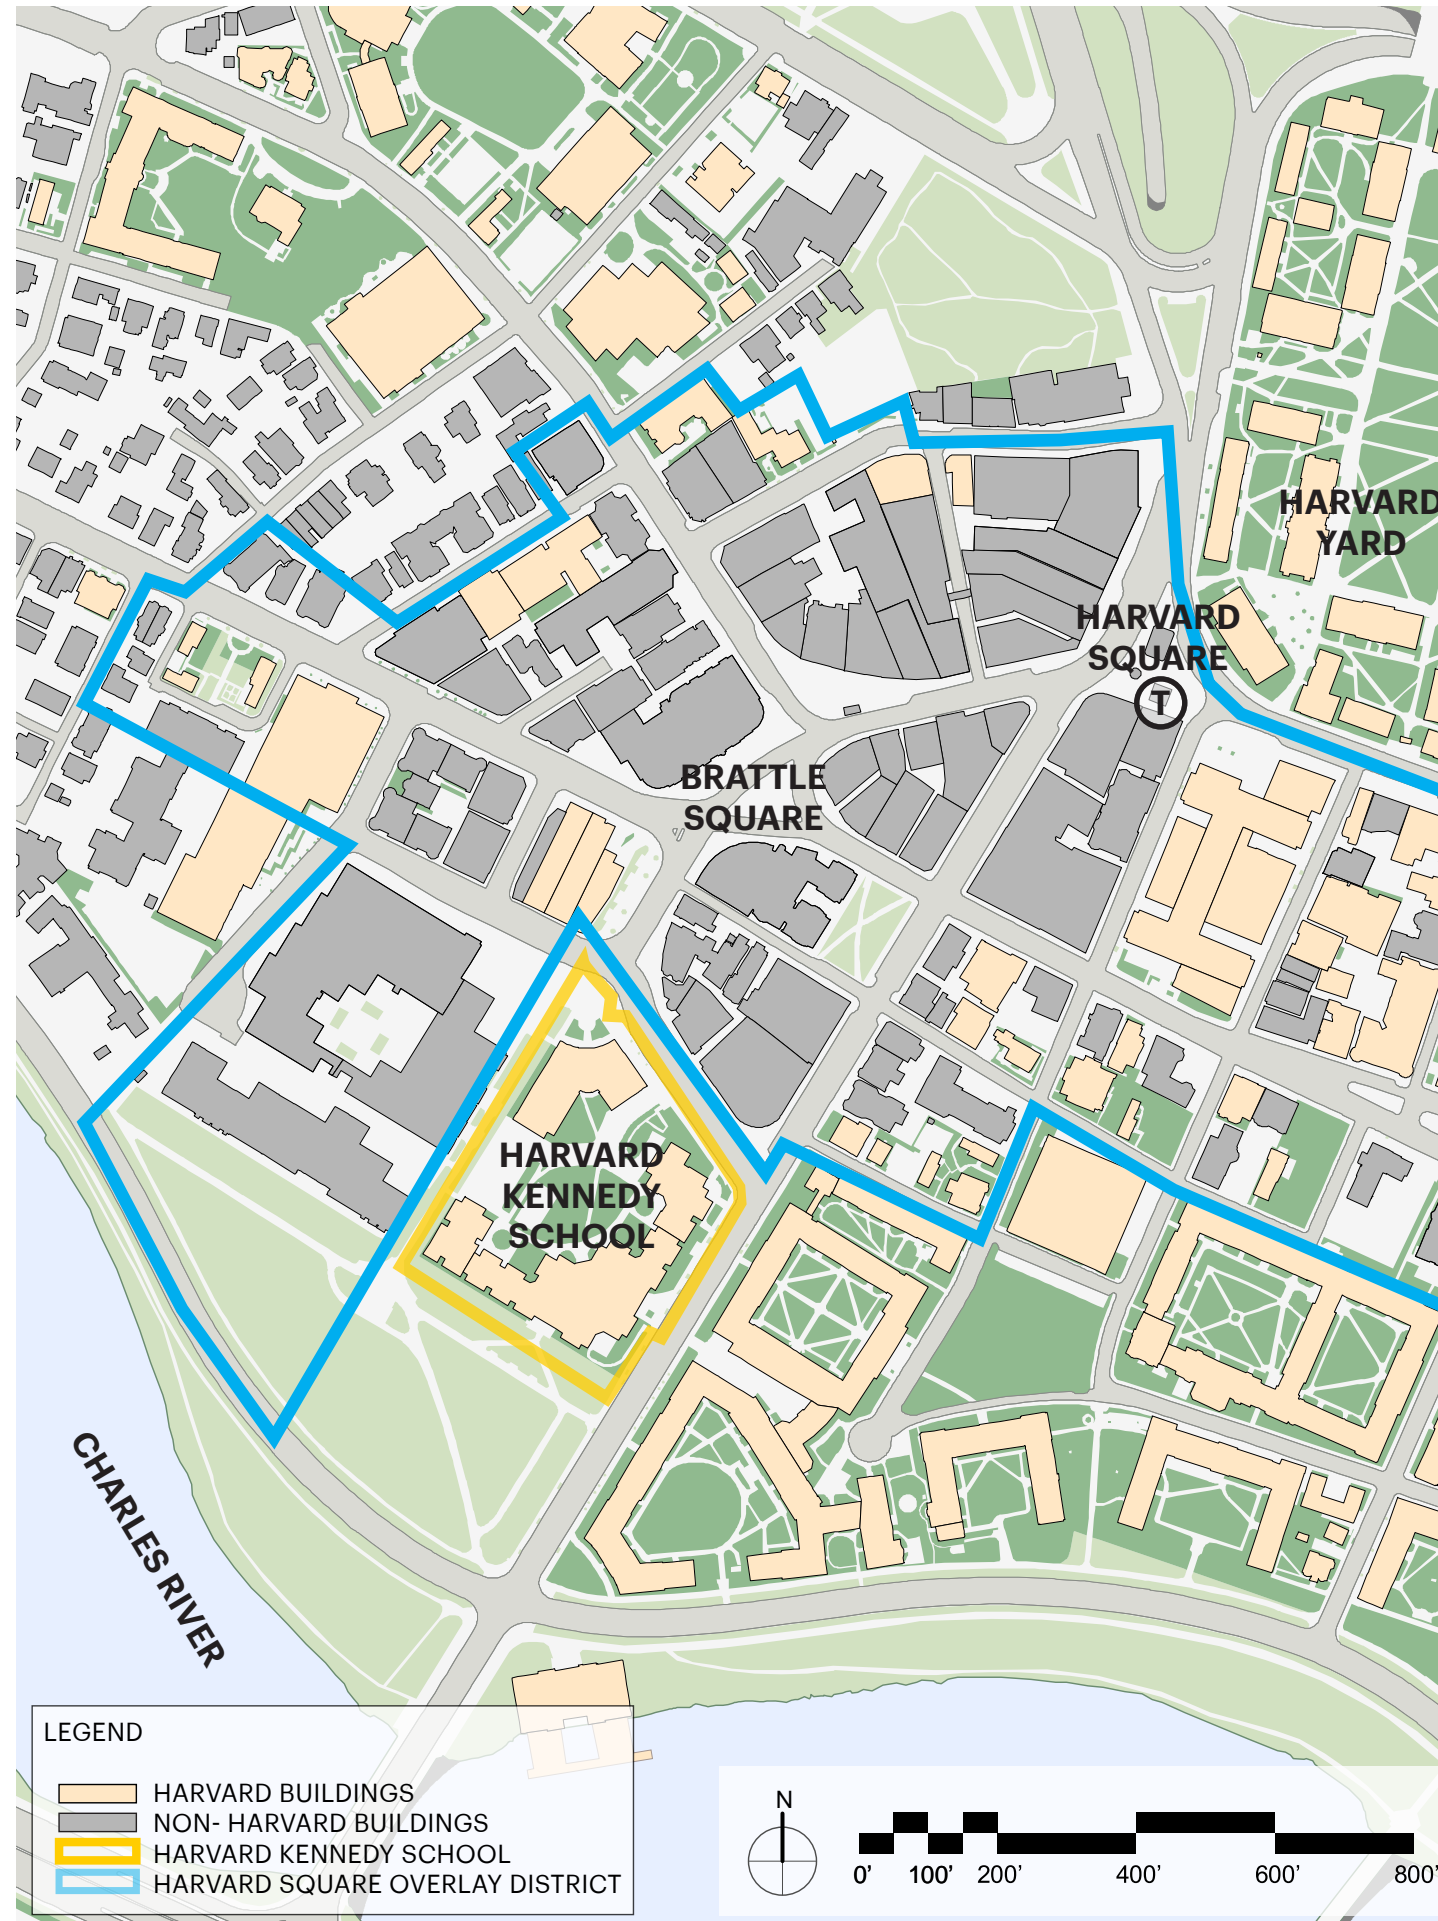 HARVARD
YARD
HARVARD
SQUARE
T
BRATTLE
SQUARE
HARVARD
KENNEDY
SCHOOL
CHARLES RIVER
LEGEND
HARVARD BUILDINGS
NON- HARVARD BUILDINGS
HARVARD KENNEDY SCHOOL
HARVARD SQUARE OVERLAY DISTRICT
N
0' 100' 200' 400' 600' 800'